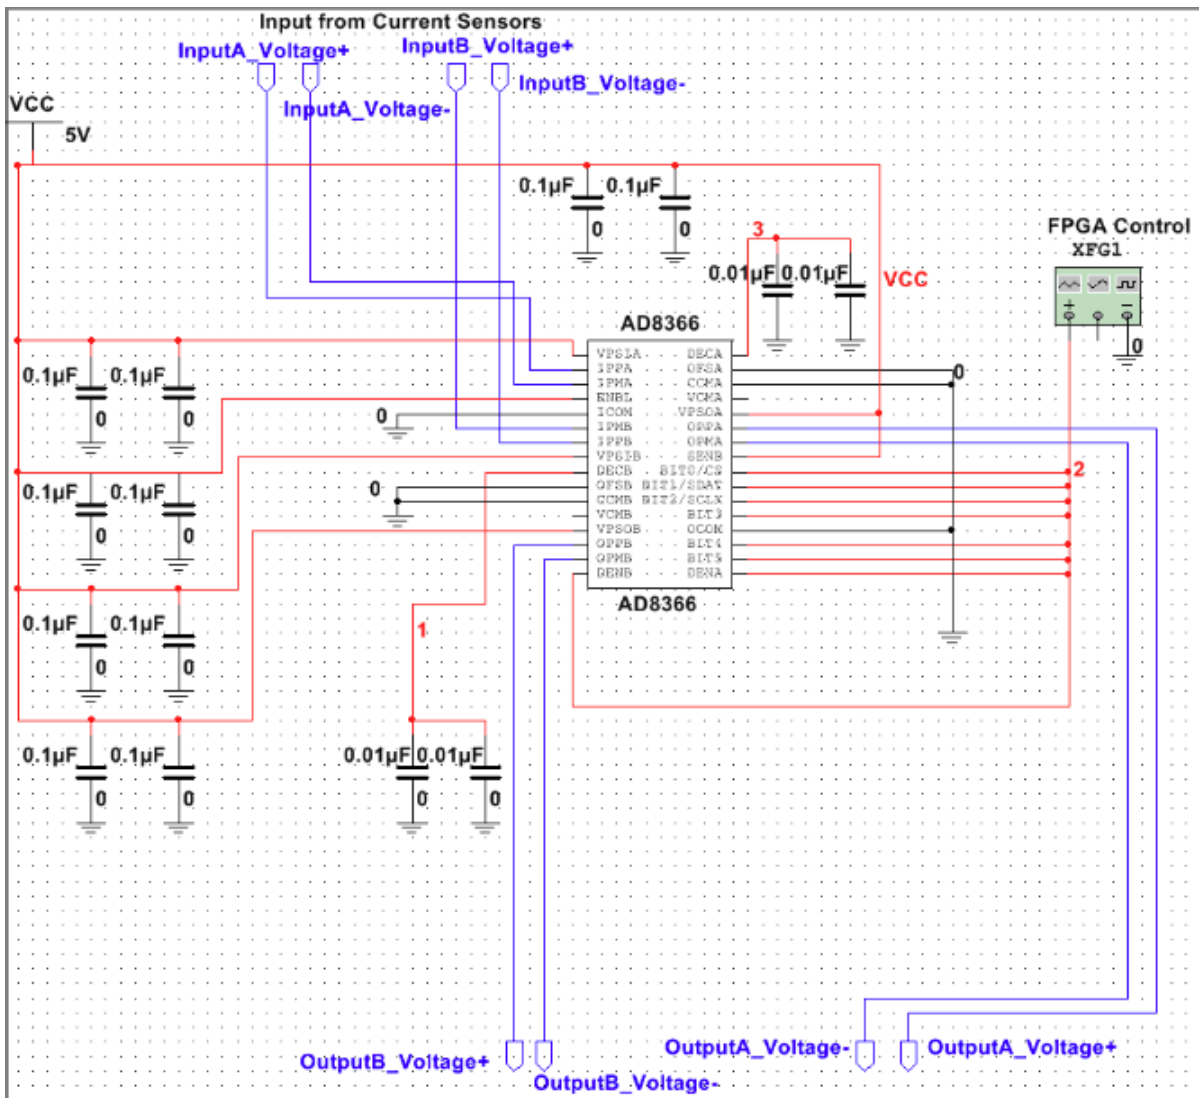 Input from Current Sensors
InputA_Voltage+
InputB_Voltage+
InputB_Voltage-
InputA_Voltage-
VCC
5V
0.1µF 0.1µF
0 0
FPGA Control
XFG1
3
0.01µF 0.01µF
VCC
AD8366
0
0.1µF 0.1µF
0 0
VPSIA DECA
IPPA OFSA
0
IPMA CCMA
ENBL VCMA
0
ICOM VPSOA
IPMB OPPA
IPPB OPMA
VPSIB SENB
DECB BIT0/CS
2
0
OFSB BIT1/SDAT
CCMB BIT2/SCLK
VCMB BIT3
VPSOB OCOM
OPPB BIT4
OPMB BIT5
DENB DENA
AD8366
0.1µF 0.1µF
0 0
0.1µF 0.1µF
0 0
1
0.1µF 0.1µF
0 0
0.01µF 0.01µF
0 0
OutputB_Voltage+
OutputB_Voltage-
OutputA_Voltage-
OutputA_Voltage+